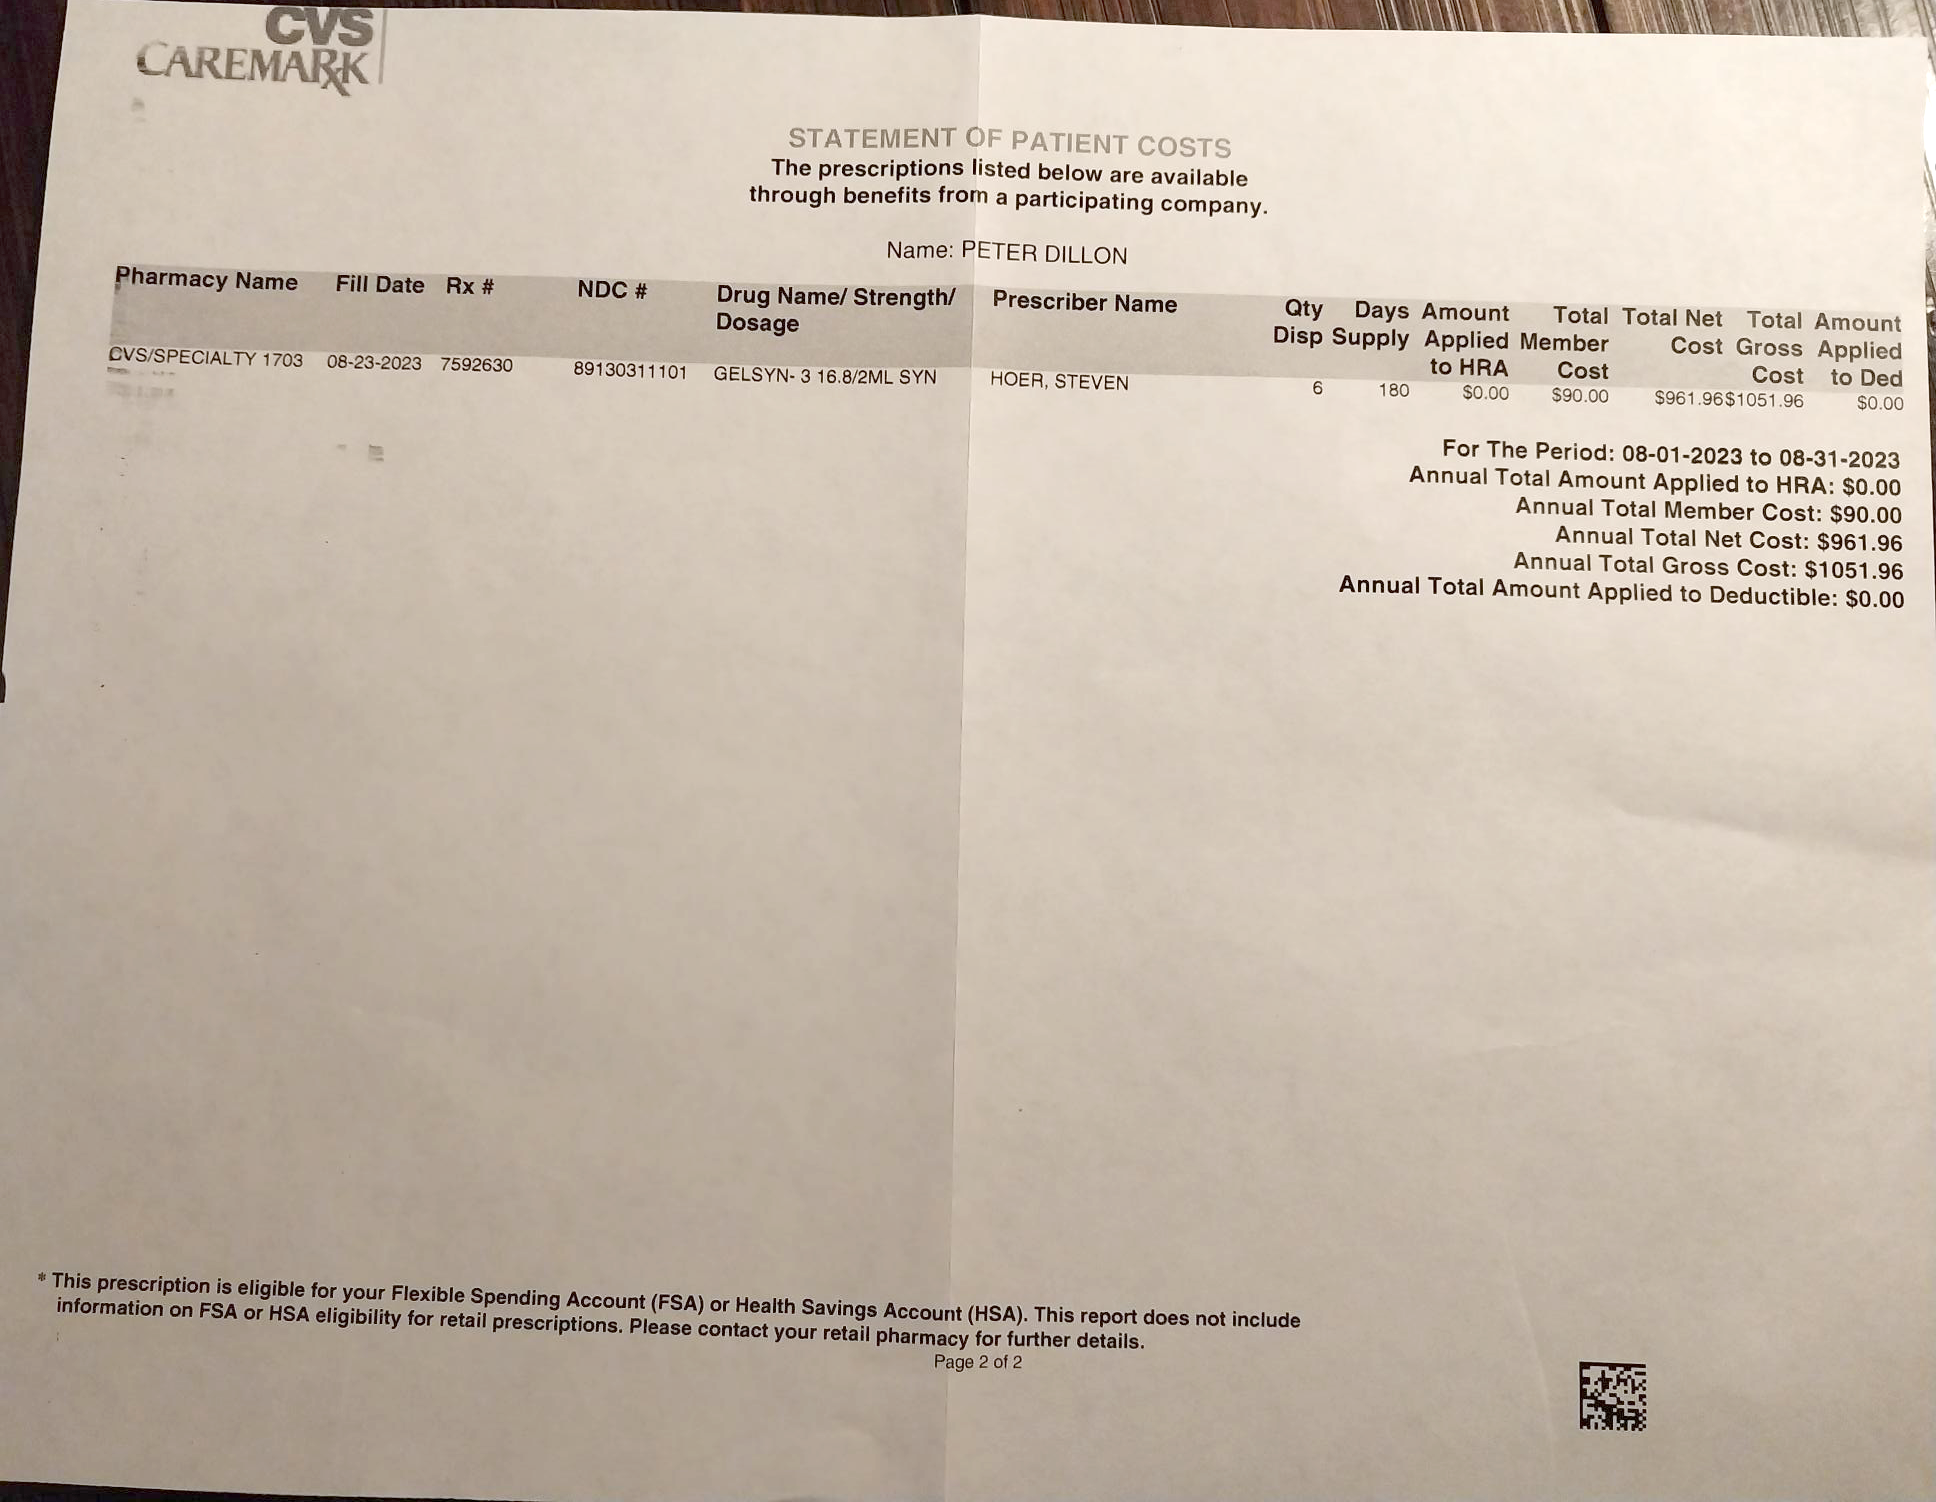 CVS
CAREMARK
STATEMENT OF PATIENT COSTS
The prescriptions listed below are available
through benefits from a participating company.
Name: PETER DILLON
Pharmacy Name Fill Date Rx # NDC # Drug Name/ Strength/ Prescriber Name Qty Days Amount Total Total Net Total Amount
Dosage Disp Supply Applied Member Cost Gross Applied
to HRA Cost Cost to Ded
CVS/SPECIALTY 1703 08-23-2023 7592630 89130311101 GELSYN- 3 16.8/2ML SYN HOER, STEVEN 6 180 $0.00 $90.00 $961.96 $1051.96 $0.00
For The Period: 08-01-2023 to 08-31-2023
Annual Total Amount Applied to HRA: $0.00
Annual Total Member Cost: $90.00
Annual Total Net Cost: $961.96
Annual Total Gross Cost: $1051.96
Annual Total Amount Applied to Deductible: $0.00
* This prescription is eligible for your Flexible Spending Account (FSA) or Health Savings Account (HSA). This report does not include
information on FSA or HSA eligibility for retail prescriptions. Please contact your retail pharmacy for further details.
Page 2 of 2